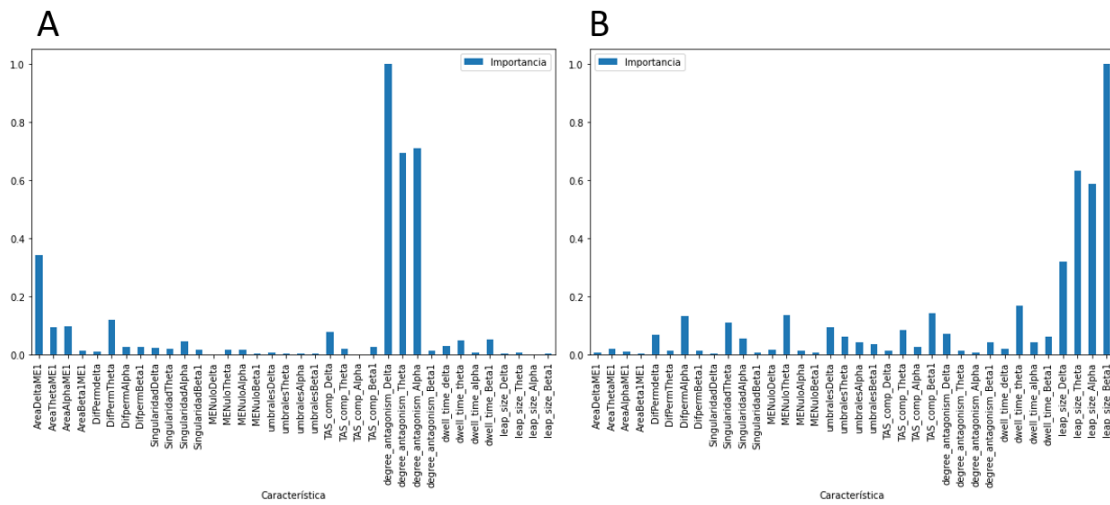 A
Importancia
1.0
0.8
0.6
0.4
0.2
0.0
AreaDeltaME1
AreaThetaME1
AreaAlphaME1
AreaBeta1ME1
DifPermdelta
DifPermTheta
DifpermAlpha
DifpermBeta1
SingularidadDelta
SingularidadTheta
SingularidadAlpha
SingularidadBeta1
MENuloDelta
MENuloTheta
MENuloAlpha
MENuloBeta1
umbralesDelta
umbralesTheta
umbralesAlpha
umbralesBeta1
TAS_comp_Delta
TAS_comp_Theta
TAS_comp_Alpha
TAS_comp_Beta1
degree_antagonism_Delta
degree_antagonism_Theta
degree_antagonism_Alpha
degree_antagonism_Beta1
dwell_time_delta
dwell_time_theta
dwell_time_alpha
dwell_time_Beta1
leap_size_Delta
leap_size_Theta
leap_size_Alpha
leap_size_Beta1
Característica
B
Importancia
1.0
0.8
0.6
0.4
0.2
0.0
AreaDeltaME1
AreaThetaME1
AreaAlphaME1
AreaBeta1ME1
DifPermdelta
DifPermTheta
DifpermAlpha
DifpermBeta1
SingularidadDelta
SingularidadTheta
SingularidadAlpha
SingularidadBeta1
MENuloDelta
MENuloTheta
MENuloAlpha
MENuloBeta1
umbralesDelta
umbralesTheta
umbralesAlpha
umbralesBeta1
TAS_comp_Delta
TAS_comp_Theta
TAS_comp_Alpha
TAS_comp_Beta1
degree_antagonism_Delta
degree_antagonism_Theta
degree_antagonism_Alpha
degree_antagonism_Beta1
dwell_time_delta
dwell_time_theta
dwell_time_alpha
dwell_time_Beta1
leap_size_Delta
leap_size_Theta
leap_size_Alpha
leap_size_Beta1
Característica